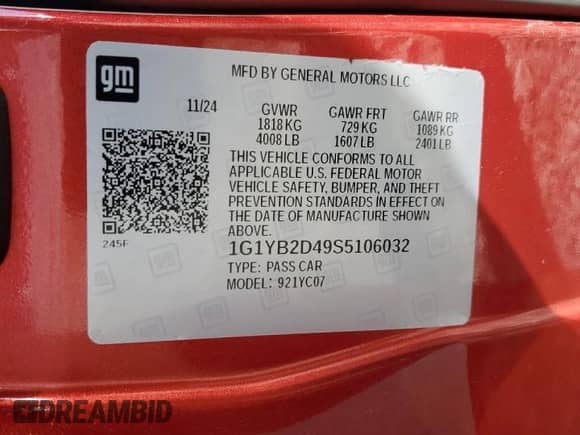 gm
MFD BY GENERAL MOTORS LLC
11/24 GVWR GAWR FRT GAWR RR
1818 KG 729 KG 1089 KG
4008 LB 1607 LB 2401 LB
THIS VEHICLE CONFORMS TO ALL
APPLICABLE U.S. FEDERAL MOTOR
VEHICLE SAFETY, BUMPER, AND THEFT
PREVENTION STANDARDS IN EFFECT ON
THE DATE OF MANUFACTURE SHOWN
ABOVE.
245F 1G1YB2D49S5106032
TYPE: PASS CAR
MODEL: 921YC07
DREAMBID